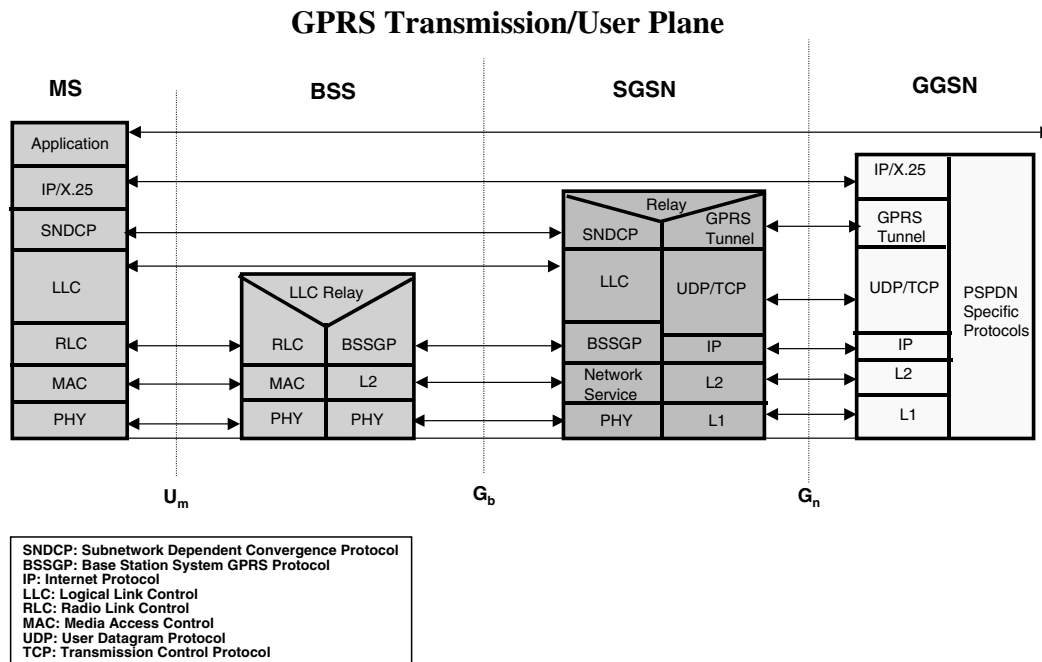 GPRS Transmission/User Plane
MS
BSS
SGSN
GGSN
Application
IP/X.25
SNDCP
LLC
RLC
MAC
PHY
LLC Relay
RLC
BSSGP
MAC
L2
PHY
PHY
Relay
SNDCP
GPRS
Tunnel
LLC
UDP/TCP
BSSGP
IP
Network
Service
L2
PHY
L1
IP/X.25
GPRS
Tunnel
UDP/TCP
IP
L2
L1
PSPDN
Specific
Protocols
Um
Gb
Gn
SNDCP: Subnetwork Dependent Convergence Protocol
BSSGP: Base Station System GPRS Protocol
IP: Internet Protocol
LLC: Logical Link Control
RLC: Radio Link Control
MAC: Media Access Control
UDP: User Datagram Protocol
TCP: Transmission Control Protocol